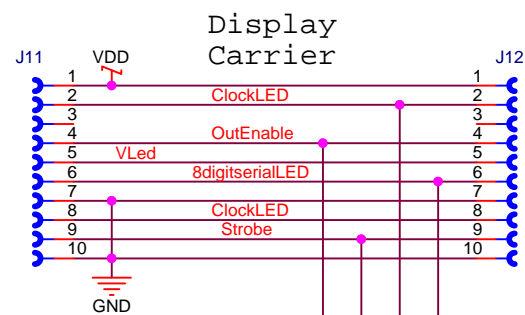 Display
Carrier
J11 VDD J12
1 1
2 ClockLED 2
3 3
4 OutEnable 4
5 VLed 5
6 8digitserialLED 6
7 7
8 ClockLED 8
9 Strobe 9
10 10
GND